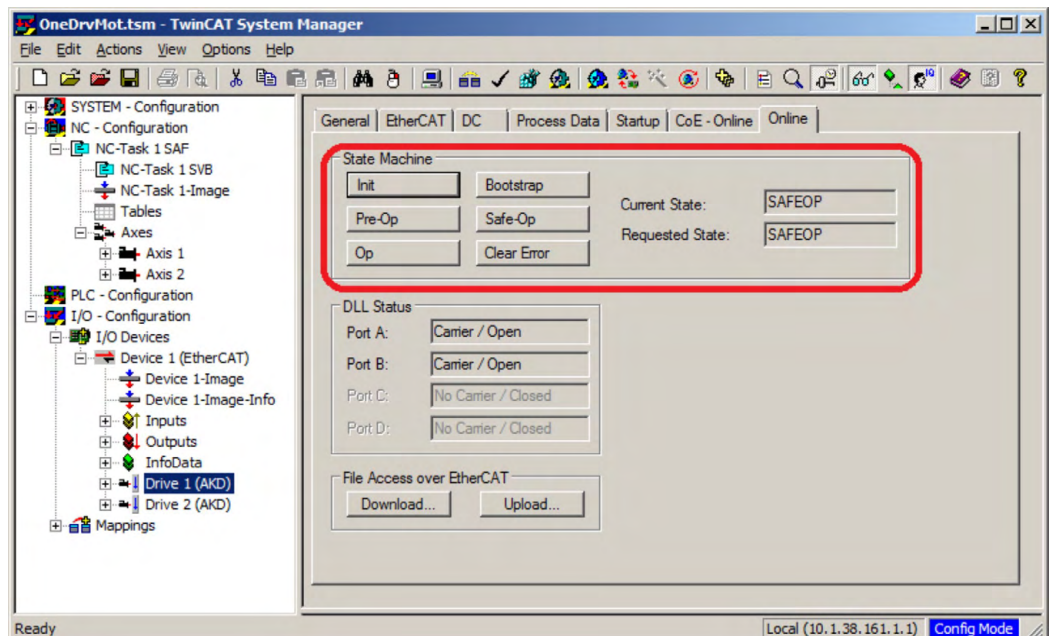 OneDrvMot.tsm - TwinCAT System Manager
File Edit Actions View Options Help
SYSTEM - Configuration
NC - Configuration
NC-Task 1 SAF
NC-Task 1 SVB
NC-Task 1-Image
Tables
Axes
Axis 1
Axis 2
PLC - Configuration
I/O - Configuration
I/O Devices
Device 1 (EtherCAT)
Device 1-Image
Device 1-Image-Info
Inputs
Outputs
InfoData
Drive 1 (AKD)
Drive 2 (AKD)
Mappings
General EtherCAT DC Process Data Startup CoE - Online Online
State Machine
Init Bootstrap
Pre-Op Safe-Op
Op Clear Error
Current State: SAFEOP
Requested State: SAFEOP
DLL Status
Port A: Carrier / Open
Port B: Carrier / Open
Port C: No Carrier / Closed
Port D: No Carrier / Closed
File Access over EtherCAT
Download... Upload...
Ready Local (10.1.38.161.1.1) Config Mode